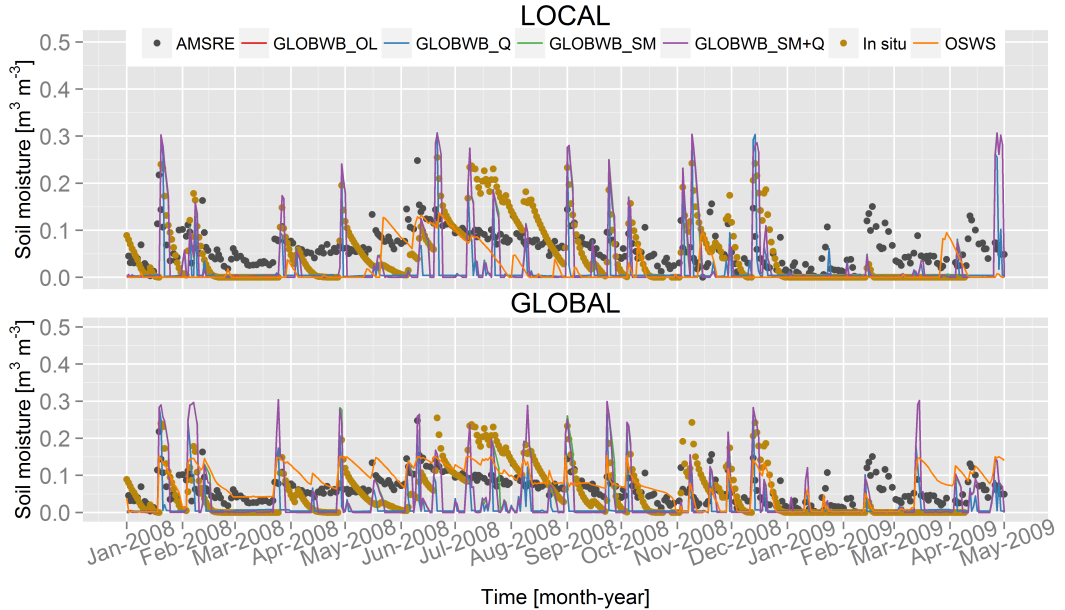 LOCAL
AMSRE GLOBWB_OL GLOBWB_Q GLOBWB_SM GLOBWB_SM+Q In situ OSWS
Soil moisture [m³ m⁻³]
0.5
0.4
0.3
0.2
0.1
0.0
GLOBAL
Soil moisture [m³ m⁻³]
0.5
0.4
0.3
0.2
0.1
0.0
Jan-2008 Feb-2008 Mar-2008 Apr-2008 May-2008 Jun-2008 Jul-2008 Aug-2008 Sep-2008 Oct-2008 Nov-2008 Dec-2008 Jan-2009 Feb-2009 Mar-2009 Apr-2009 May-2009
Time [month-year]